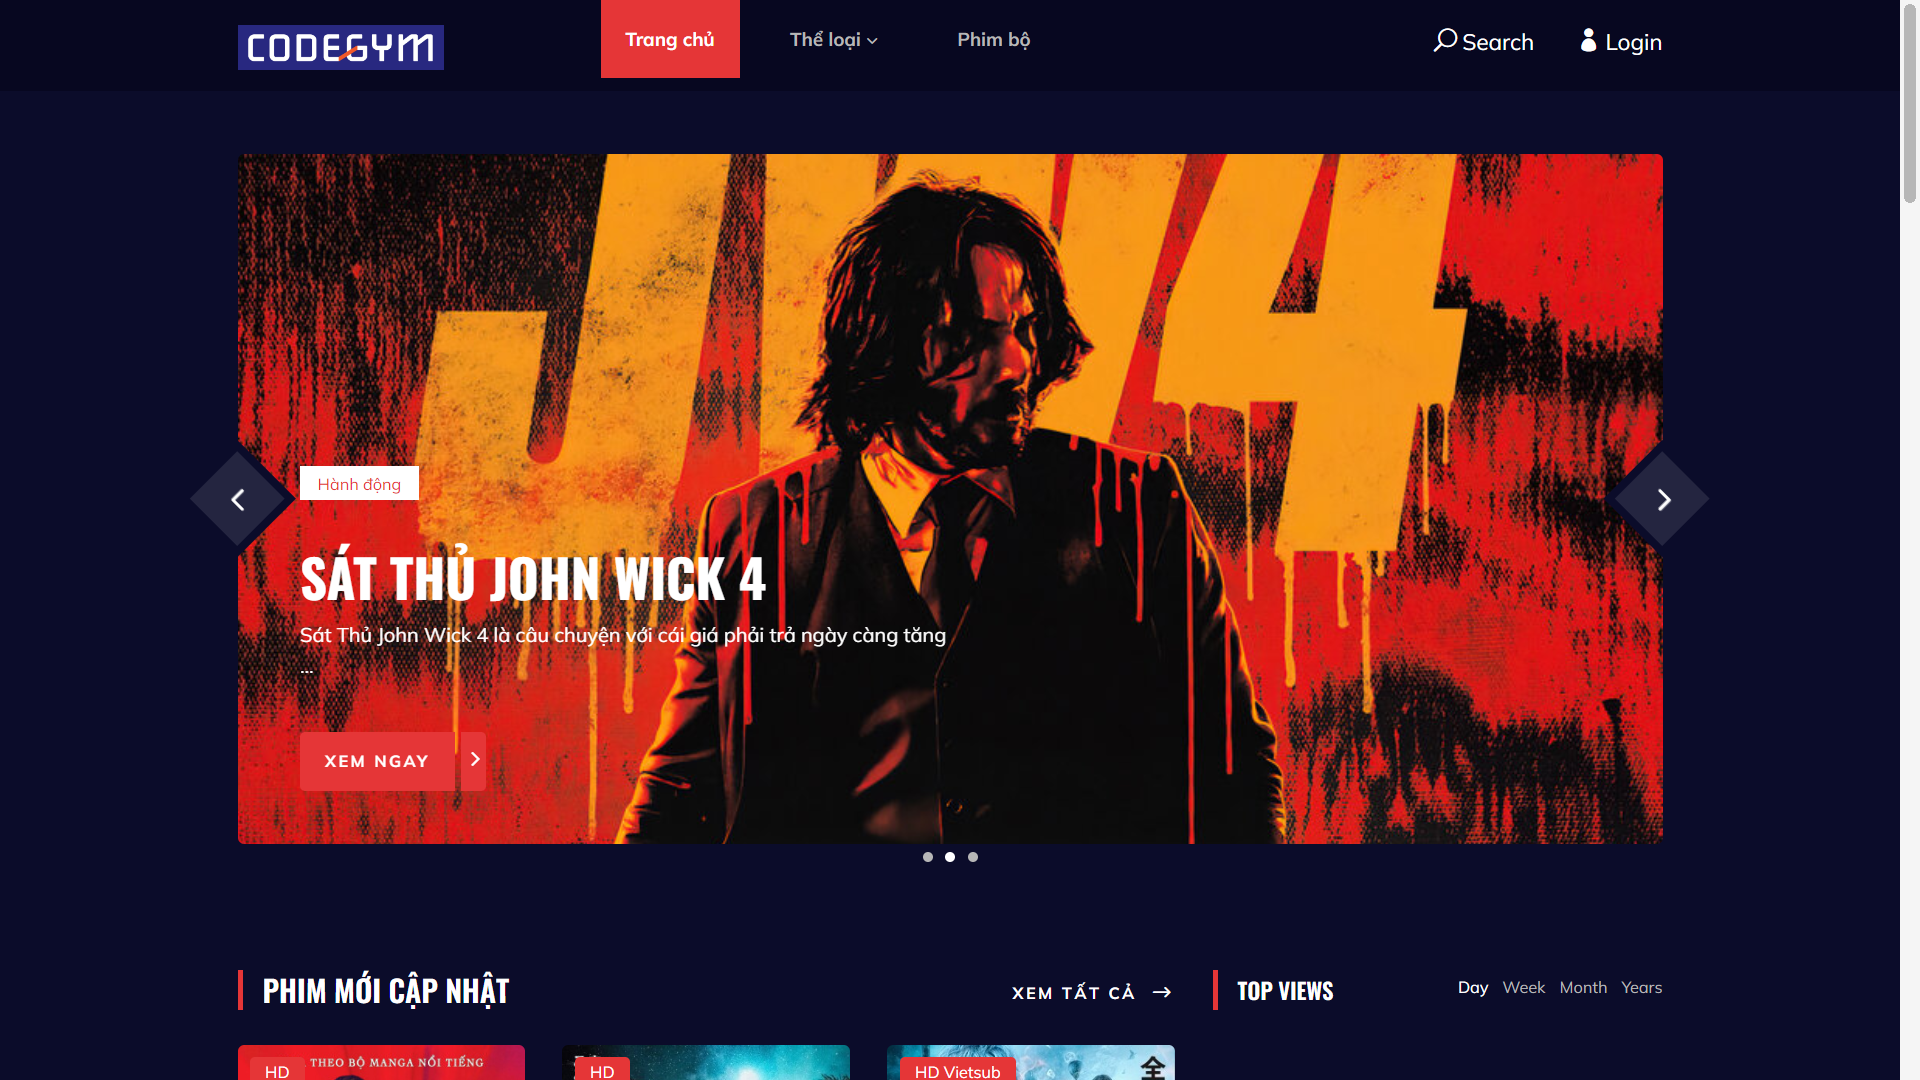 CODEGYM
Trang chủ
Thể loại
Phim bộ
Search
Login
JW4
Hành động
SÁT THỦ JOHN WICK 4
Sát Thủ John Wick 4 là câu chuyện với cái giá phải trả ngày càng tăng
...
XEM NGAY
PHIM MỚI CẬP NHẬT
XEM TẤT CẢ
TOP VIEWS
Day Week Month Years
THEO BỘ MANGA NỔI TIẾNG
HD
HD
HD Vietsub
全